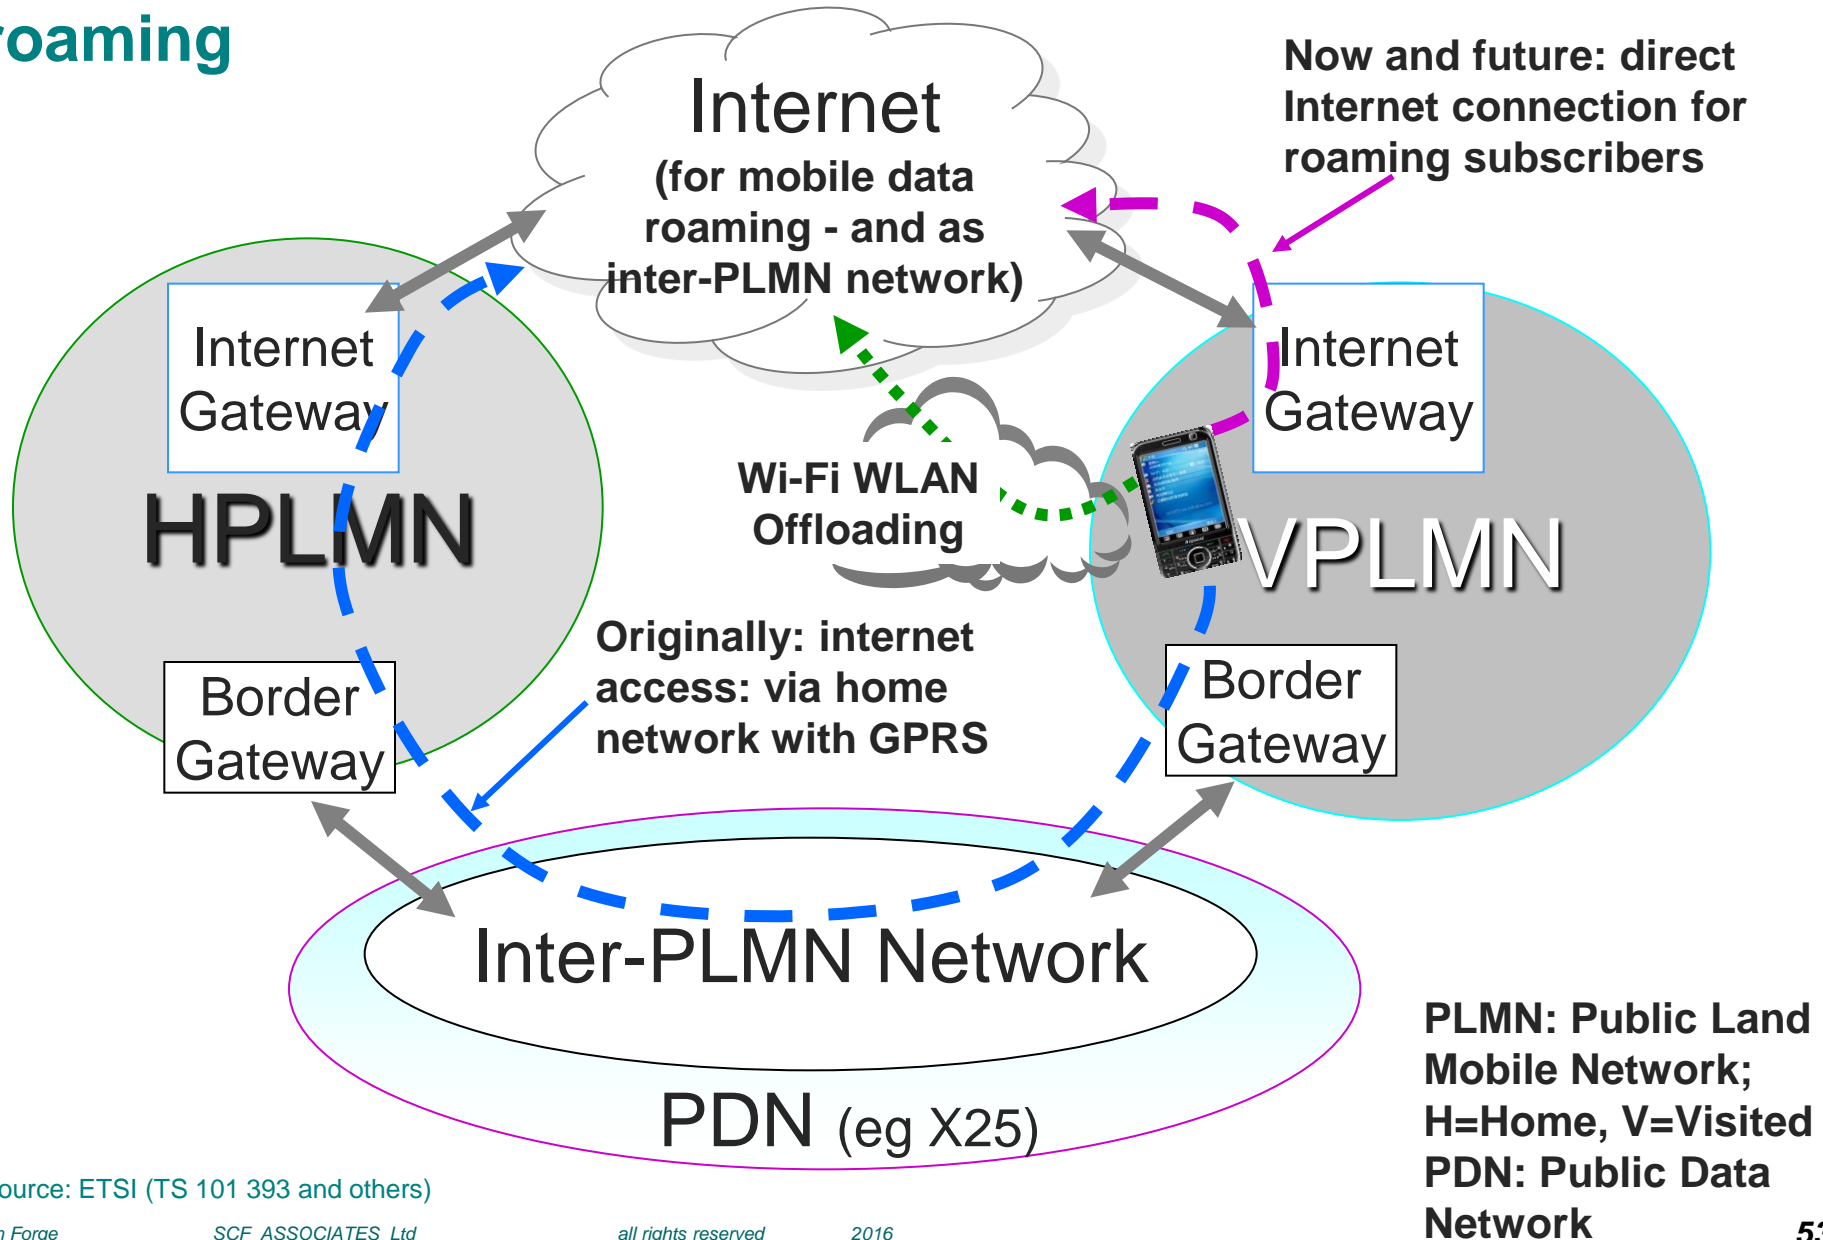 roaming
Now and future: direct
Internet connection for
roaming subscribers
Internet
(for mobile data
roaming - and as
inter-PLMN network)
Internet
Gateway
Internet
Gateway
HPLMN
Wi-Fi WLAN
Offloading
VPLMN
Originally: internet
access: via home
network with GPRS
Border
Gateway
Border
Gateway
Inter-PLMN Network
PDN (eg X25)
PLMN: Public Land
Mobile Network;
H=Home, V=Visited
PDN: Public Data
Network
ource: ETSI (TS 101 393 and others)
n Forge SCF ASSOCIATES Ltd all rights reserved 2016
53